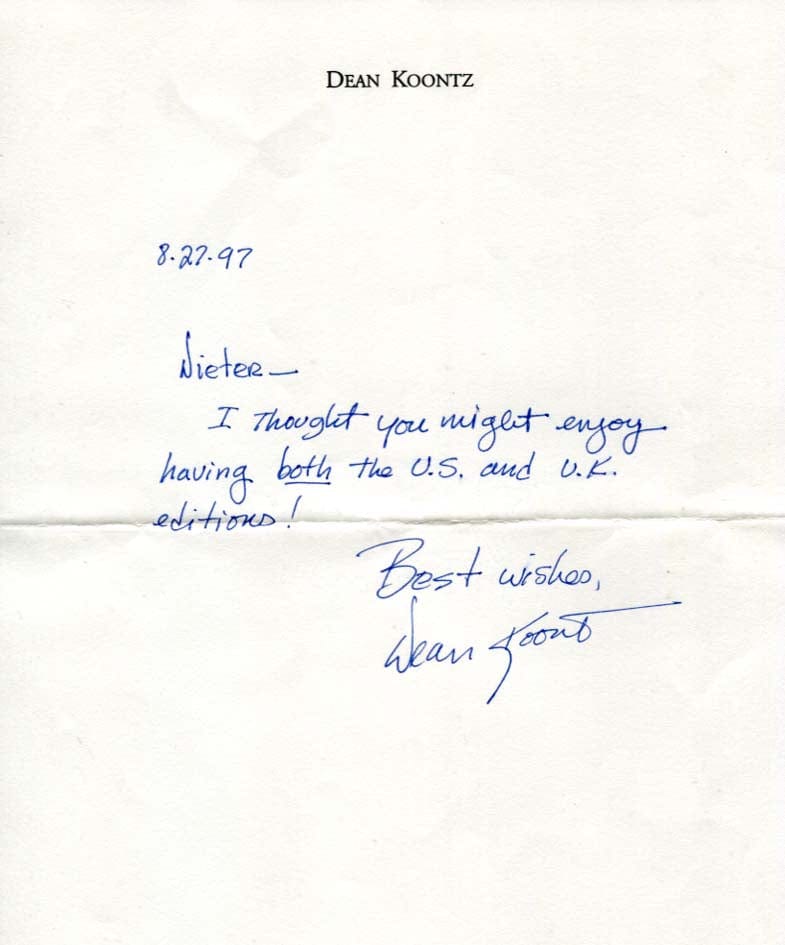 DEAN KOONTZ
8.27.97
Dieter—
I thought you might enjoy
having both the U.S. and U.K.
editions!
Best wishes,
Dean Koontz